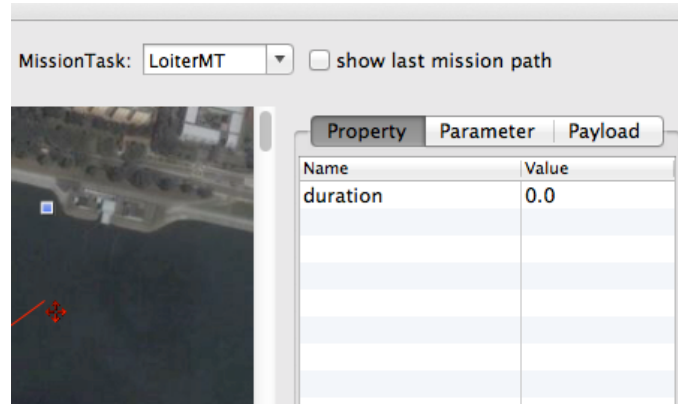 MissionTask: LoiterMT show last mission path
Property Parameter Payload
Name Value
duration 0.0